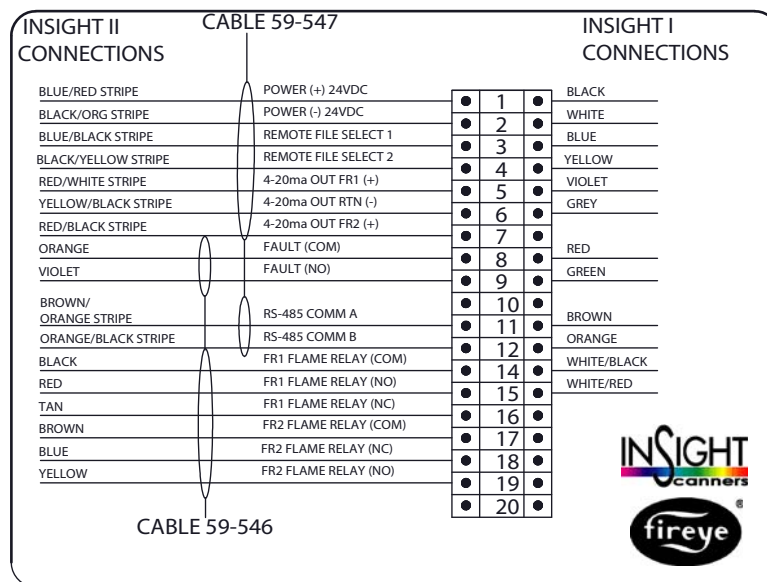 INSIGHT II
CONNECTIONS
CABLE 59-547
INSIGHT I
CONNECTIONS
BLUE/RED STRIPE POWER (+) 24VDC 1 BLACK
BLACK/ORG STRIPE POWER (-) 24VDC 2 WHITE
BLUE/BLACK STRIPE REMOTE FILE SELECT 1 3 BLUE
BLACK/YELLOW STRIPE REMOTE FILE SELECT 2 4 YELLOW
RED/WHITE STRIPE 4-20ma OUT FR1 (+) 5 VIOLET
YELLOW/BLACK STRIPE 4-20ma OUT RTN (-) 6 GREY
RED/BLACK STRIPE 4-20ma OUT FR2 (+) 7
ORANGE FAULT (COM) 8 RED
VIOLET FAULT (NO) 9 GREEN
10
BROWN/
ORANGE STRIPE RS-485 COMM A 11 BROWN
ORANGE/BLACK STRIPE RS-485 COMM B 12 ORANGE
BLACK FR1 FLAME RELAY (COM) 14 WHITE/BLACK
RED FR1 FLAME RELAY (NO) 15 WHITE/RED
TAN FR1 FLAME RELAY (NC) 16
BROWN FR2 FLAME RELAY (COM) 17
BLUE FR2 FLAME RELAY (NC) 18
YELLOW FR2 FLAME RELAY (NO) 19
20
CABLE 59-546
INSIGHT
scanners
fireye
®